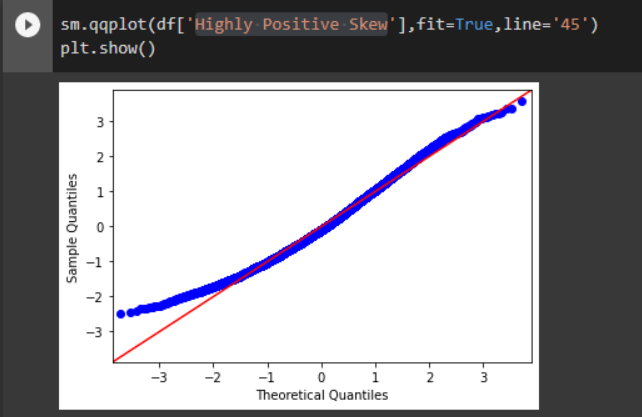 sm.qqplot(df['Highly Positive Skew'],fit=True,line='45')
plt.show()
3
2
1
0
−1
−2
−3
Sample Quantiles
−3 −2 −1 0 1 2 3
Theoretical Quantiles